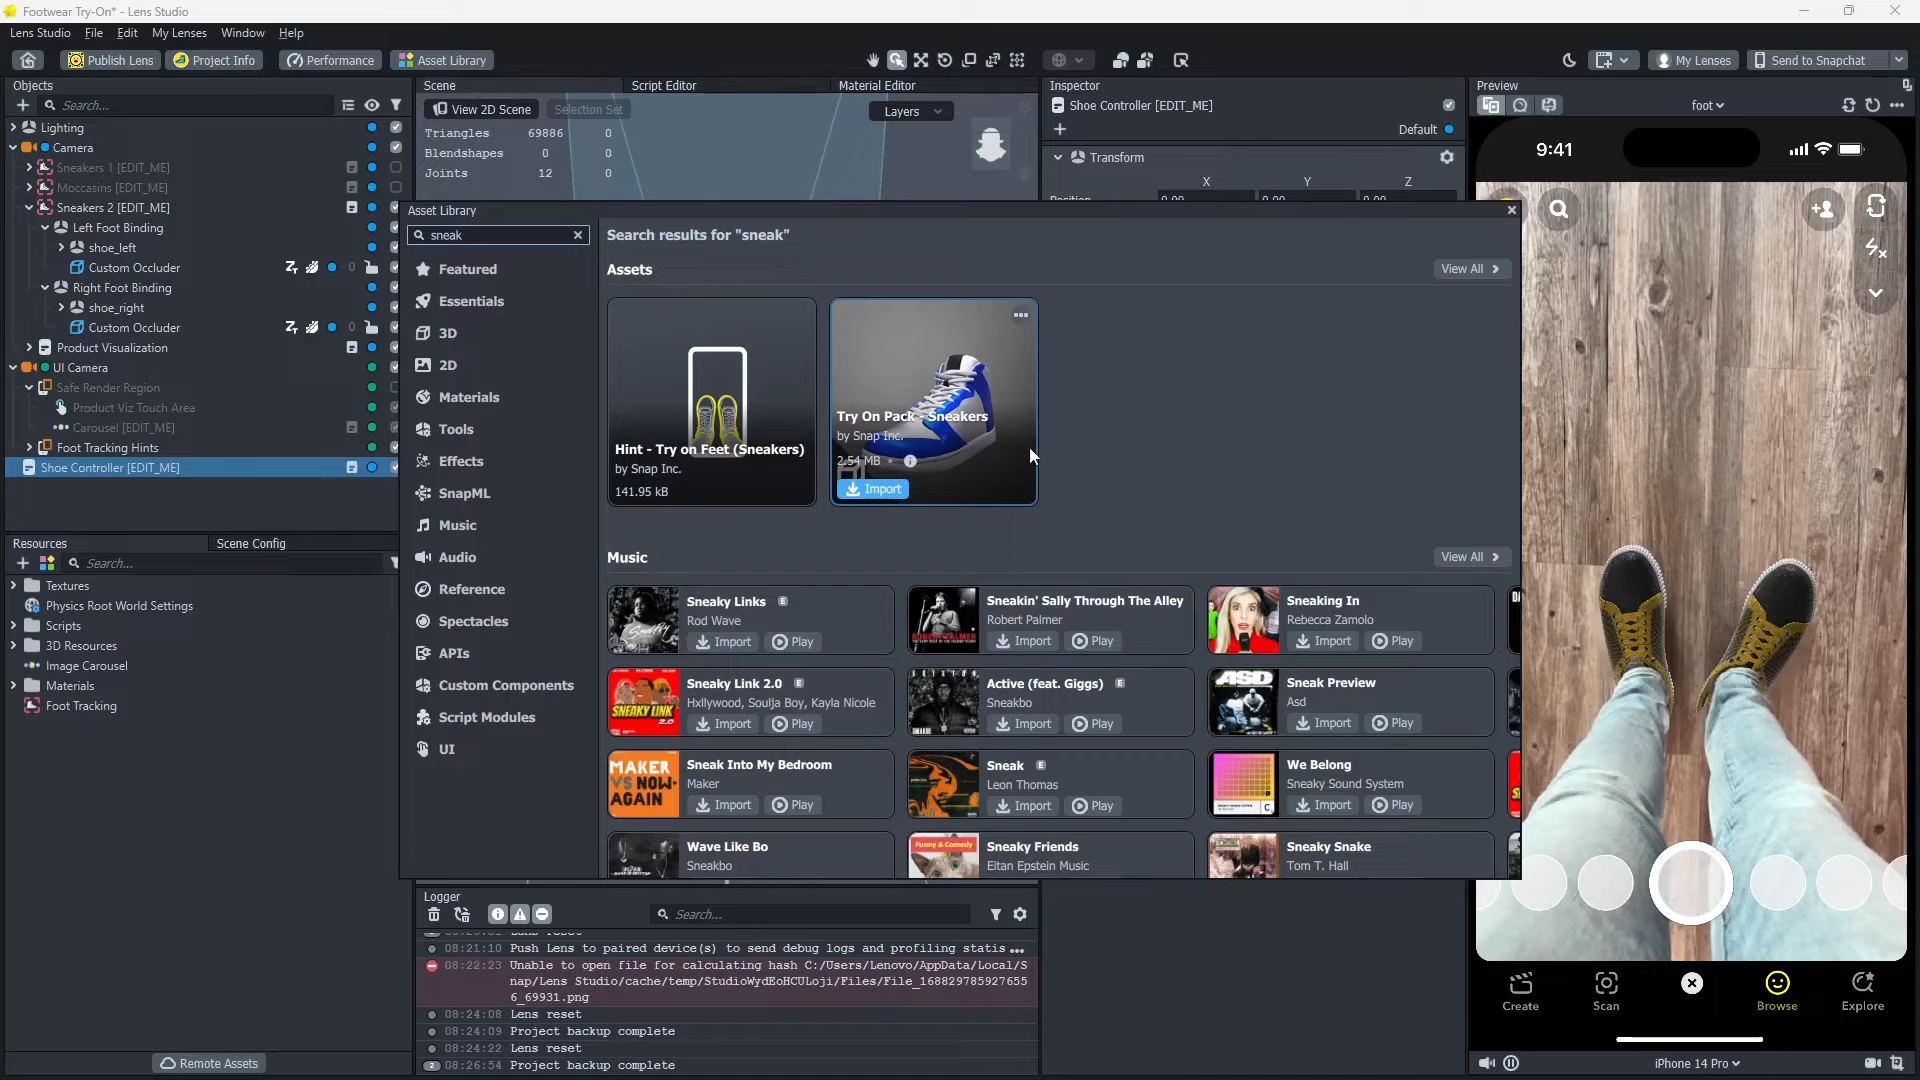 Footwear Try-On* - Lens Studio
Lens Studio File Edit My Lenses Window Help
Publish Lens Project Info Performance Asset Library My Lenses Send to Snapchat
Objects
Search...
Lighting
Camera
Sneakers 1 [EDIT_ME]
Moccasins [EDIT_ME]
Sneakers 2 [EDIT_ME]
Left Foot Binding
shoe_left
Custom Occluder 0
Right Foot Binding
shoe_right
Custom Occluder 0
Product Visualization
UI Camera
Safe Render Region
Product Viz Touch Area
Carousel [EDIT_ME]
Foot Tracking Hints
Shoe Controller [EDIT_ME]
Resources Scene Config
Search...
Textures
Physics Root World Settings
Scripts
3D Resources
Image Carousel
Materials
Foot Tracking
Remote Assets
Scene Script Editor Material Editor
View 2D Scene Selection Set Layers
Triangles 69886 0
Blendshapes 0 0
Joints 12 0
Inspector
Shoe Controller [EDIT_ME]
Default
Transform
X Y Z
Asset Library
sneak
Featured
Essentials
3D
2D
Materials
Tools
Effects
SnapML
Music
Audio
Reference
Spectacles
APIs
Custom Components
Script Modules
UI
Search results for "sneak"
Assets View All
Hint - Try on Feet (Sneakers)
by Snap Inc.
141.95 kB
Try On Pack - Sneakers
by Snap Inc.
2.54 MB
Import
Music View All
Sneaky Links E
Rod Wave
Import Play
Sneakin' Sally Through The Alley
Robert Palmer
Import Play
Sneaking In
Rebecca Zamolo
Import Play
Sneaky Link 2.0 E
Hxllywood, Soulja Boy, Kayla Nicole
Import Play
Active (feat. Giggs) E
Sneakbo
Import Play
Sneak Preview
Asd
Import Play
Sneak Into My Bedroom
Maker
Import Play
Sneak E
Leon Thomas
Import Play
We Belong
Sneaky Sound System
Import Play
Wave Like Bo
Sneakbo
Sneaky Friends
Eitan Epstein Music
Sneaky Snake
Tom T. Hall
ROBERT PALMER
SNEAKY LINK
2.0
ASD
MAKER
VS NOW-
AGAIN
Funny & Comedy
Logger
Search...
08:21:10 Push Lens to paired device(s) to send debug logs and profiling statis ...
08:22:23 Unable to open file for calculating hash C:/Users/Lenovo/AppData/Local/S
nap/Lens Studio/cache/temp/StudioWydEoHCULoji/Files/File_168829785927655
6_69931.png
08:24:08 Lens reset
08:24:09 Project backup complete
08:24:22 Lens reset
2 08:26:54 Project backup complete
Preview
foot
9:41
Create Scan Browse Explore
iPhone 14 Pro